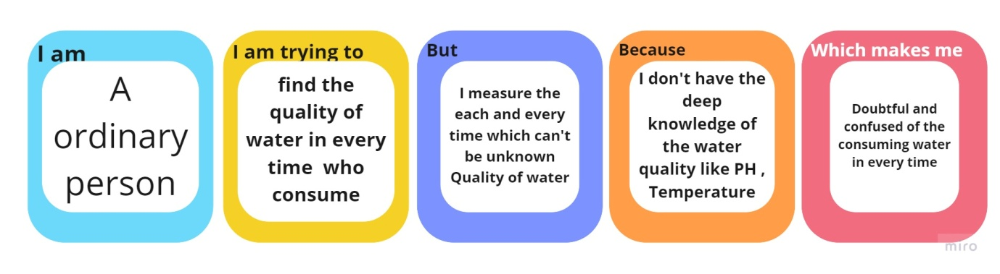 I am
A
ordinary
person
I am trying to
find the
quality of
water in every
time who
consume
But
I measure the
each and every
time which can't
be unknown
Quality of water
Because
I don't have the
deep
knowledge of
the water
quality like PH ,
Temperature
Which makes me
Doubtful and
confused of the
consuming water
in every time
miro